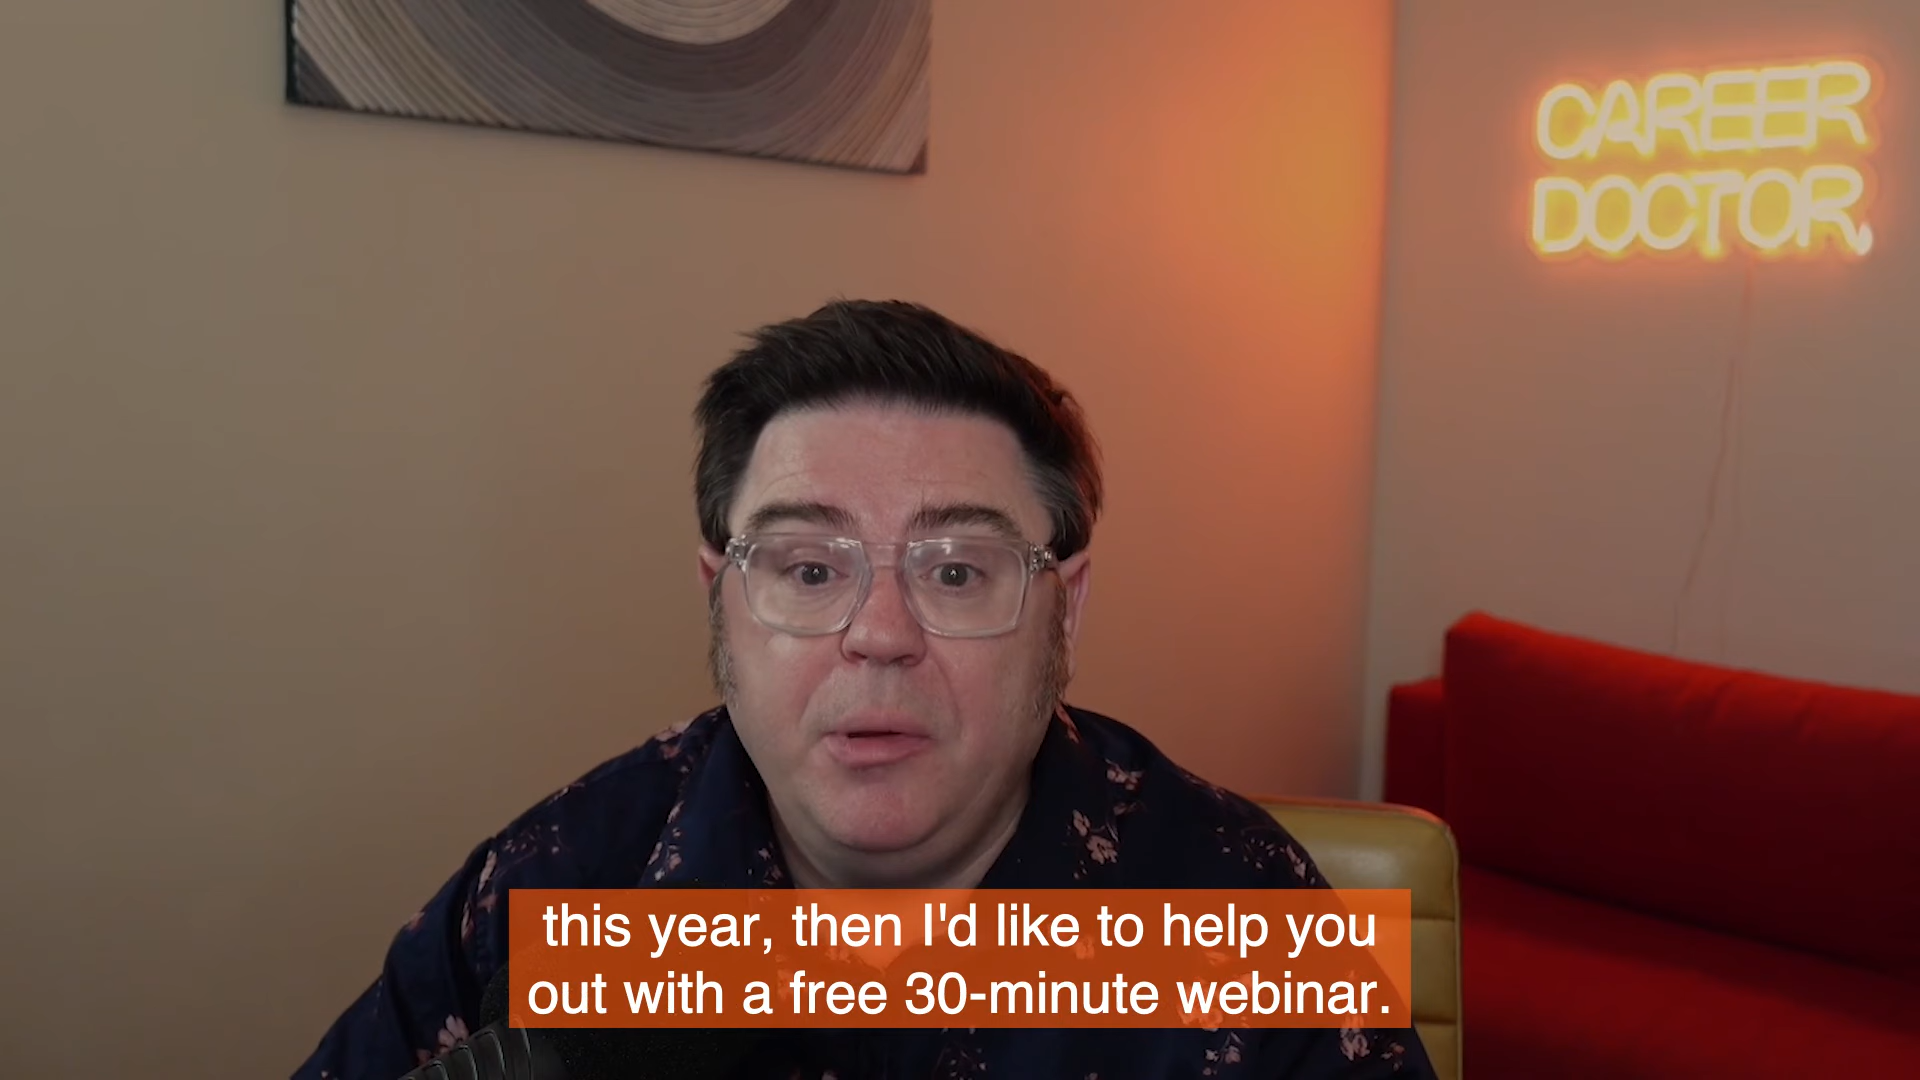 CAREER
DOCTOR.
this year, then I'd like to help you
out with a free 30-minute webinar.